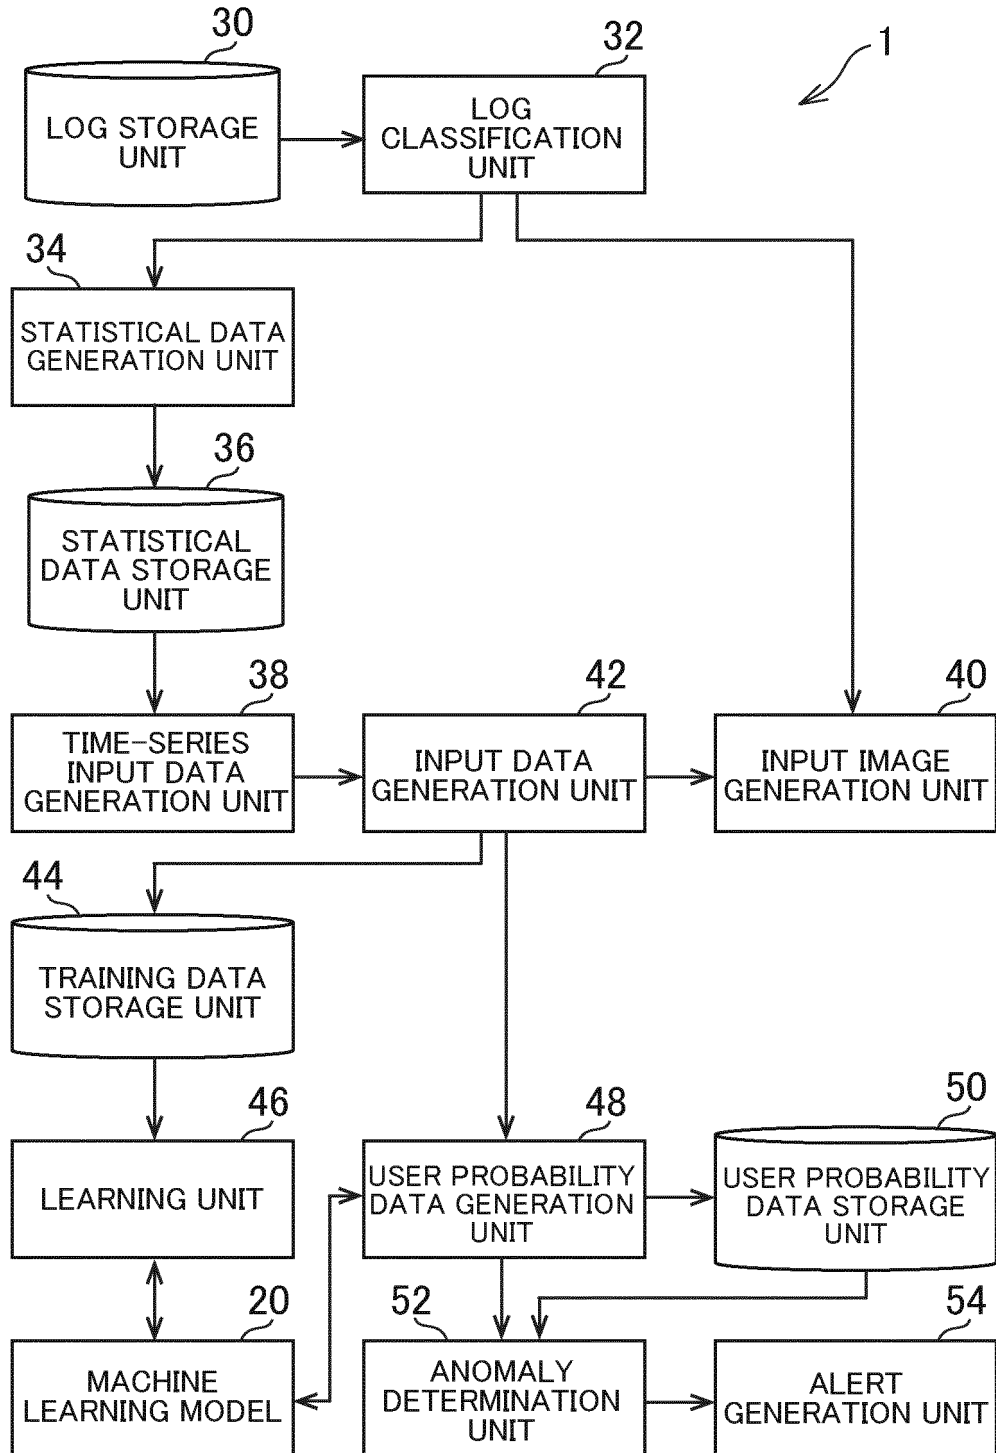 30
32
1
LOG STORAGE
UNIT
LOG
CLASSIFICATION
UNIT
34
STATISTICAL DATA
GENERATION UNIT
36
STATISTICAL
DATA STORAGE
UNIT
38
42
40
TIME-SERIES
INPUT DATA
GENERATION UNIT
INPUT DATA
GENERATION UNIT
INPUT IMAGE
GENERATION UNIT
44
TRAINING DATA
STORAGE UNIT
46
48
50
LEARNING UNIT
USER PROBABILITY
DATA GENERATION
UNIT
USER PROBABILITY
DATA STORAGE
UNIT
20
52
54
MACHINE
LEARNING MODEL
ANOMALY
DETERMINATION
UNIT
ALERT
GENERATION UNIT